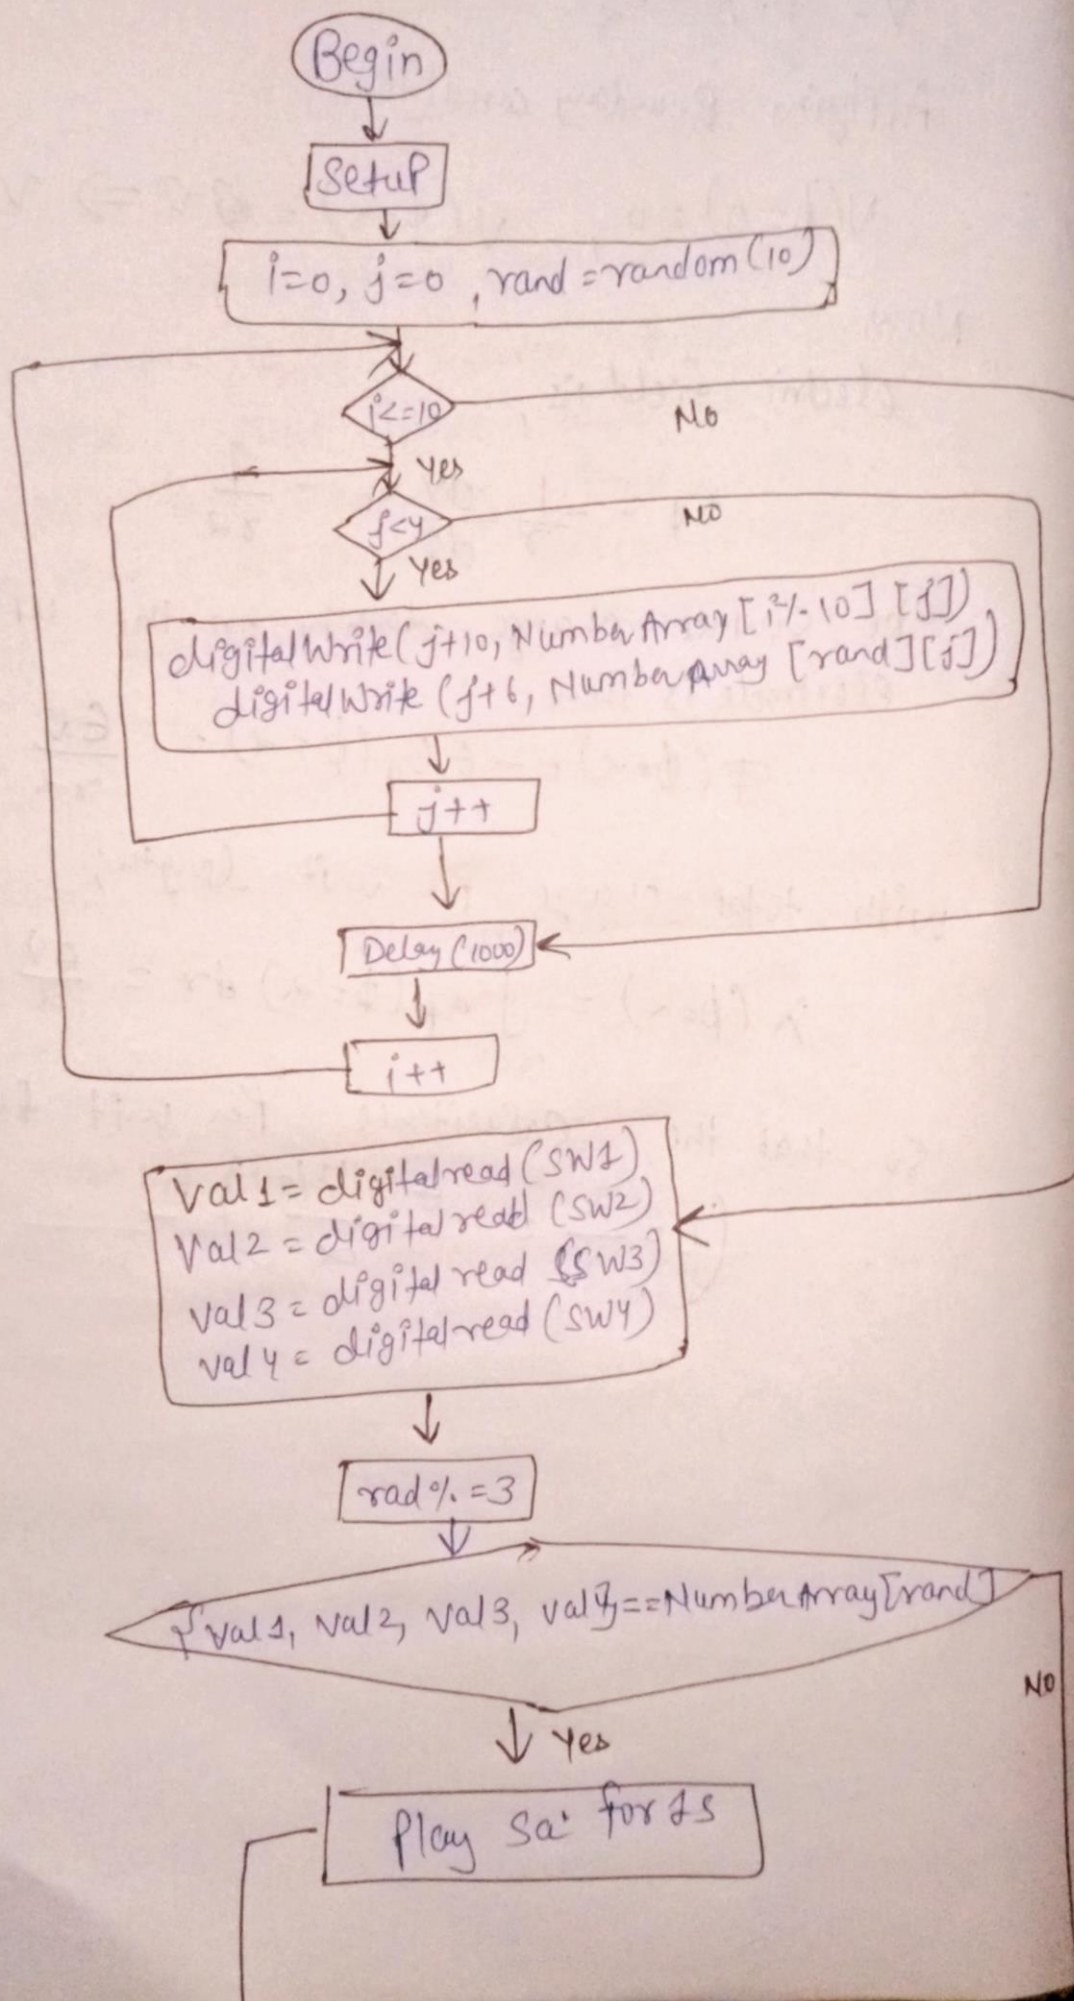 Begin
Setup
i=0, j=0, rand=random(10)
i<=10
No
Yes
j<4
No
Yes
digitalWrite(j+10, NumberArray[i%10][j])
digitalWrite(j+6, NumberArray[rand][j])
j++
Delay(1000)
i++
Val1=digitalread(SW1)
Val2=digitalread(SW2)
val3=digitalread(SW3)
val4=digitalread(SW4)
rad%=3
{val1, val2, val3, val4}==NumberArray[rand]
No
Yes
Play sa' for 1s